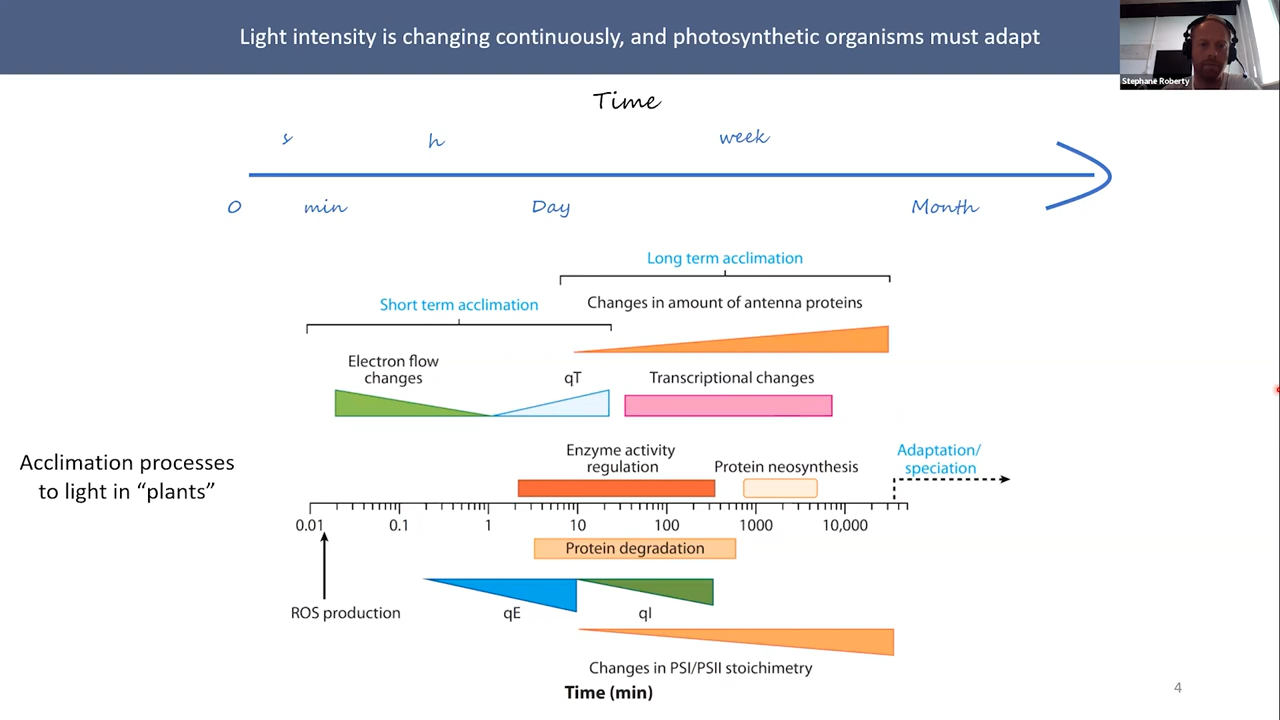 Light intensity is changing continuously, and photosynthetic organisms must adapt
Stephane Roberty
Time
s
h
week
0
min
Day
Month
Long term acclimation
Short term acclimation
Changes in amount of antenna proteins
Electron flow
changes
qT
Transcriptional changes
Acclimation processes
to light in “plants”
Enzyme activity
regulation
Protein neosynthesis
Adaptation/
speciation
0.01 0.1 1 10 100 1000 10,000
Protein degradation
ROS production
qE
qI
Changes in PSI/PSII stoichimetry
Time (min)
4